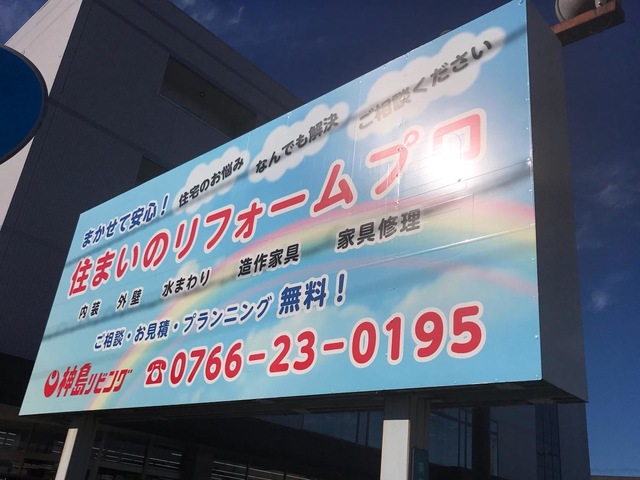 まかせて安心! 住宅のお悩み なんでも解決 ご相談ください
住まいのリフォームプロ
内装 外壁 水まわり 造作家具 家具修理
ご相談・お見積・プランニング 無料!
神島リビング ☎0766-23-0195